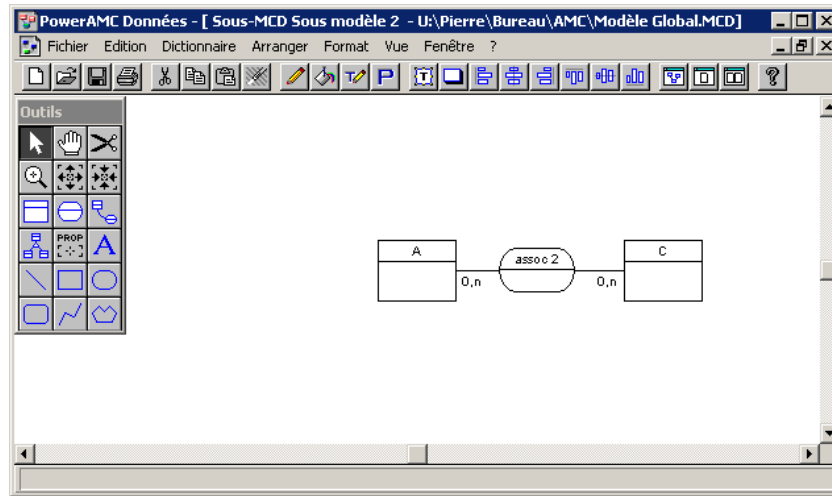 PowerAMC Données - [ Sous-MCD Sous modèle 2 - U:\Pierre\Bureau\AMC\Modèle Global.MCD]
Fichier Edition Dictionnaire Arranger Format Vue Fenêtre ?
Outils
PROP
A
A
assoc 2
C
0,n
0,n